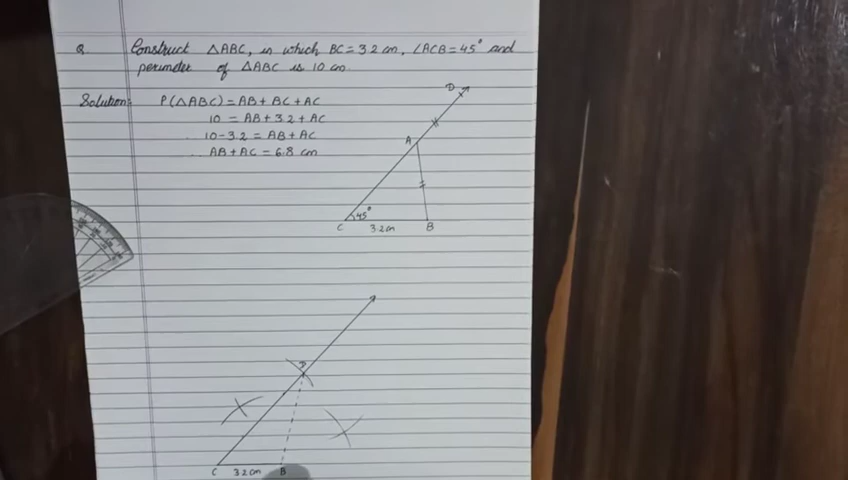 Q. Construct △ABC, in which BC = 3.2 cm, ∠ACB = 45° and
perimeter of △ABC is 10 cm.
Solution: P(△ABC) = AB + BC + AC
10 = AB + 3.2 + AC
10 - 3.2 = AB + AC
∴ AB + AC = 6.8 cm
D
A
45°
C 3.2 cm B
D
C 3.2 cm B